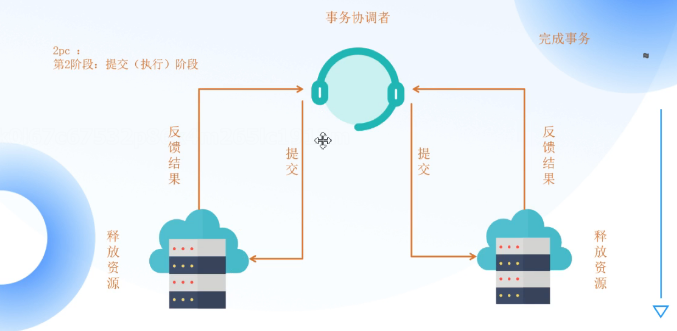 事务协调者
完成事务
2pc :
第2阶段: 提交（执行）阶段
反馈结果
提交
提交
反馈结果
释放资源
释放资源